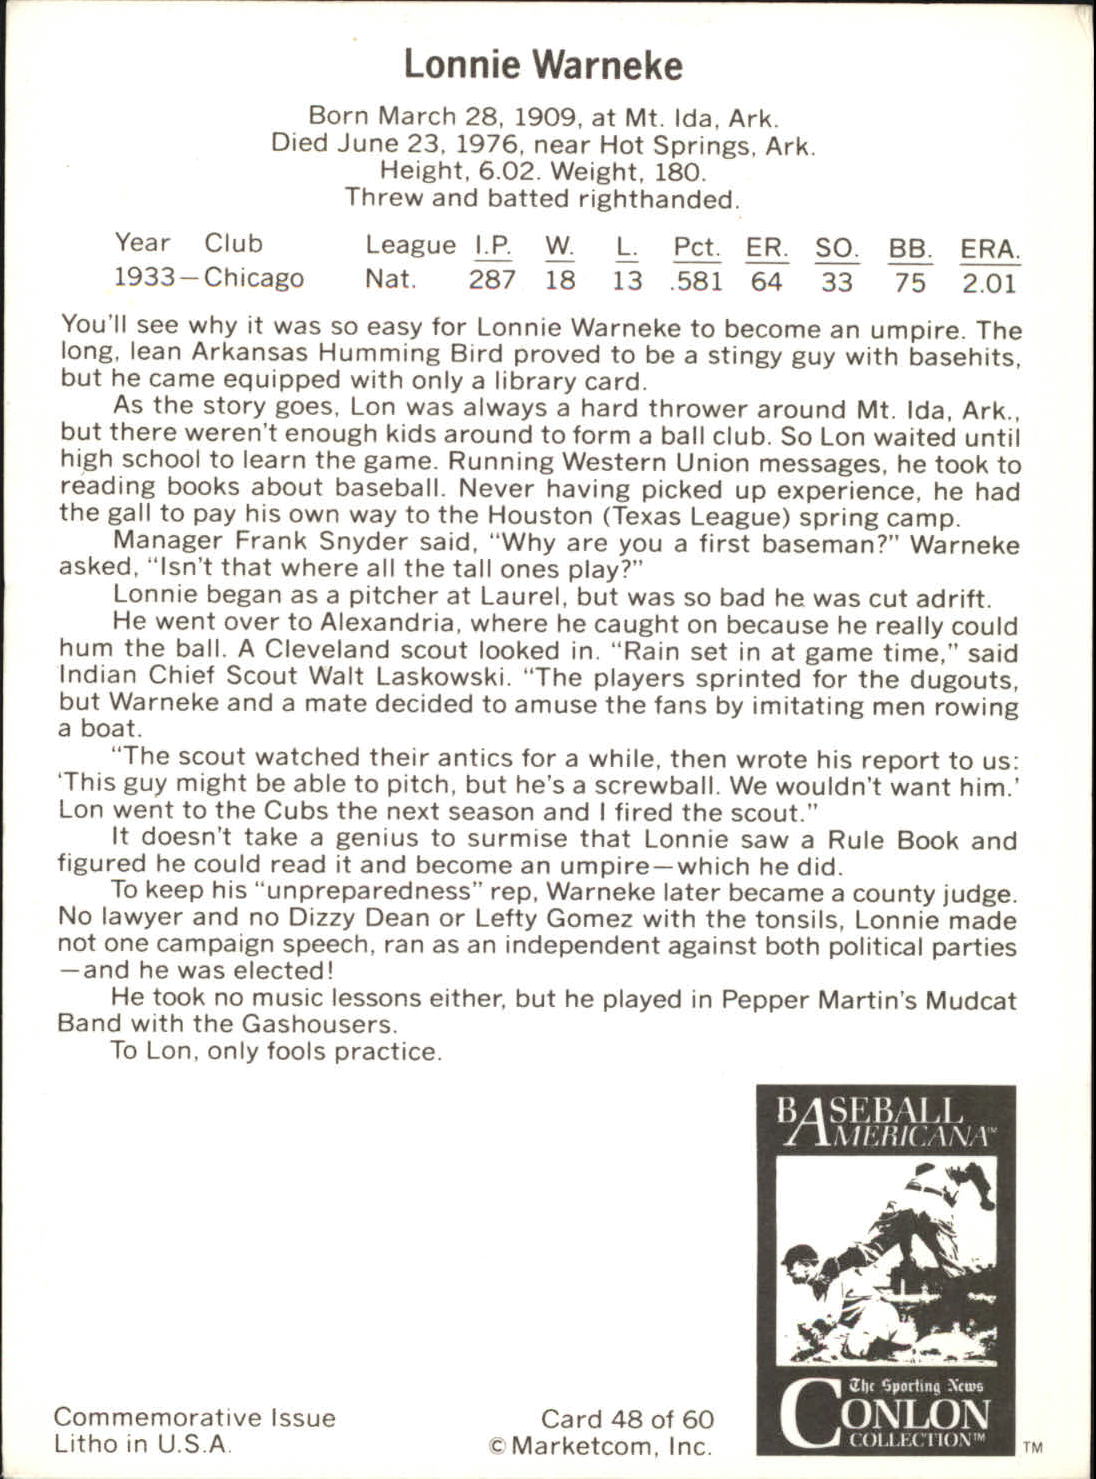 Lonnie Warneke
Born March 28, 1909, at Mt. Ida, Ark.
Died June 23, 1976, near Hot Springs, Ark.
Height, 6.02. Weight, 180.
Threw and batted righthanded.
Year Club League I.P. W. L. Pct. ER. SO. BB. ERA.
1933—Chicago Nat. 287 18 13 .581 64 33 75 2.01
You'll see why it was so easy for Lonnie Warneke to become an umpire. The
long, lean Arkansas Humming Bird proved to be a stingy guy with basehits,
but he came equipped with only a library card.
As the story goes, Lon was always a hard thrower around Mt. Ida, Ark.,
but there weren't enough kids around to form a ball club. So Lon waited until
high school to learn the game. Running Western Union messages, he took to
reading books about baseball. Never having picked up experience, he had
the gall to pay his own way to the Houston (Texas League) spring camp.
Manager Frank Snyder said, "Why are you a first baseman?" Warneke
asked, "Isn't that where all the tall ones play?"
Lonnie began as a pitcher at Laurel, but was so bad he was cut adrift.
He went over to Alexandria, where he caught on because he really could
hum the ball. A Cleveland scout looked in. "Rain set in at game time," said
Indian Chief Scout Walt Laskowski. "The players sprinted for the dugouts,
but Warneke and a mate decided to amuse the fans by imitating men rowing
a boat.
"The scout watched their antics for a while, then wrote his report to us:
'This guy might be able to pitch, but he's a screwball. We wouldn't want him.'
Lon went to the Cubs the next season and I fired the scout."
It doesn't take a genius to surmise that Lonnie saw a Rule Book and
figured he could read it and become an umpire—which he did.
To keep his "unpreparedness" rep, Warneke later became a county judge.
No lawyer and no Dizzy Dean or Lefty Gomez with the tonsils, Lonnie made
not one campaign speech, ran as an independent against both political parties
—and he was elected!
He took no music lessons either, but he played in Pepper Martin's Mudcat
Band with the Gashousers.
To Lon, only fools practice.
BASEBALL
AMERICANA™
The Sporting News
CONLON
COLLECTION™
TM
Commemorative Issue
Litho in U.S.A.
Card 48 of 60
© Marketcom, Inc.